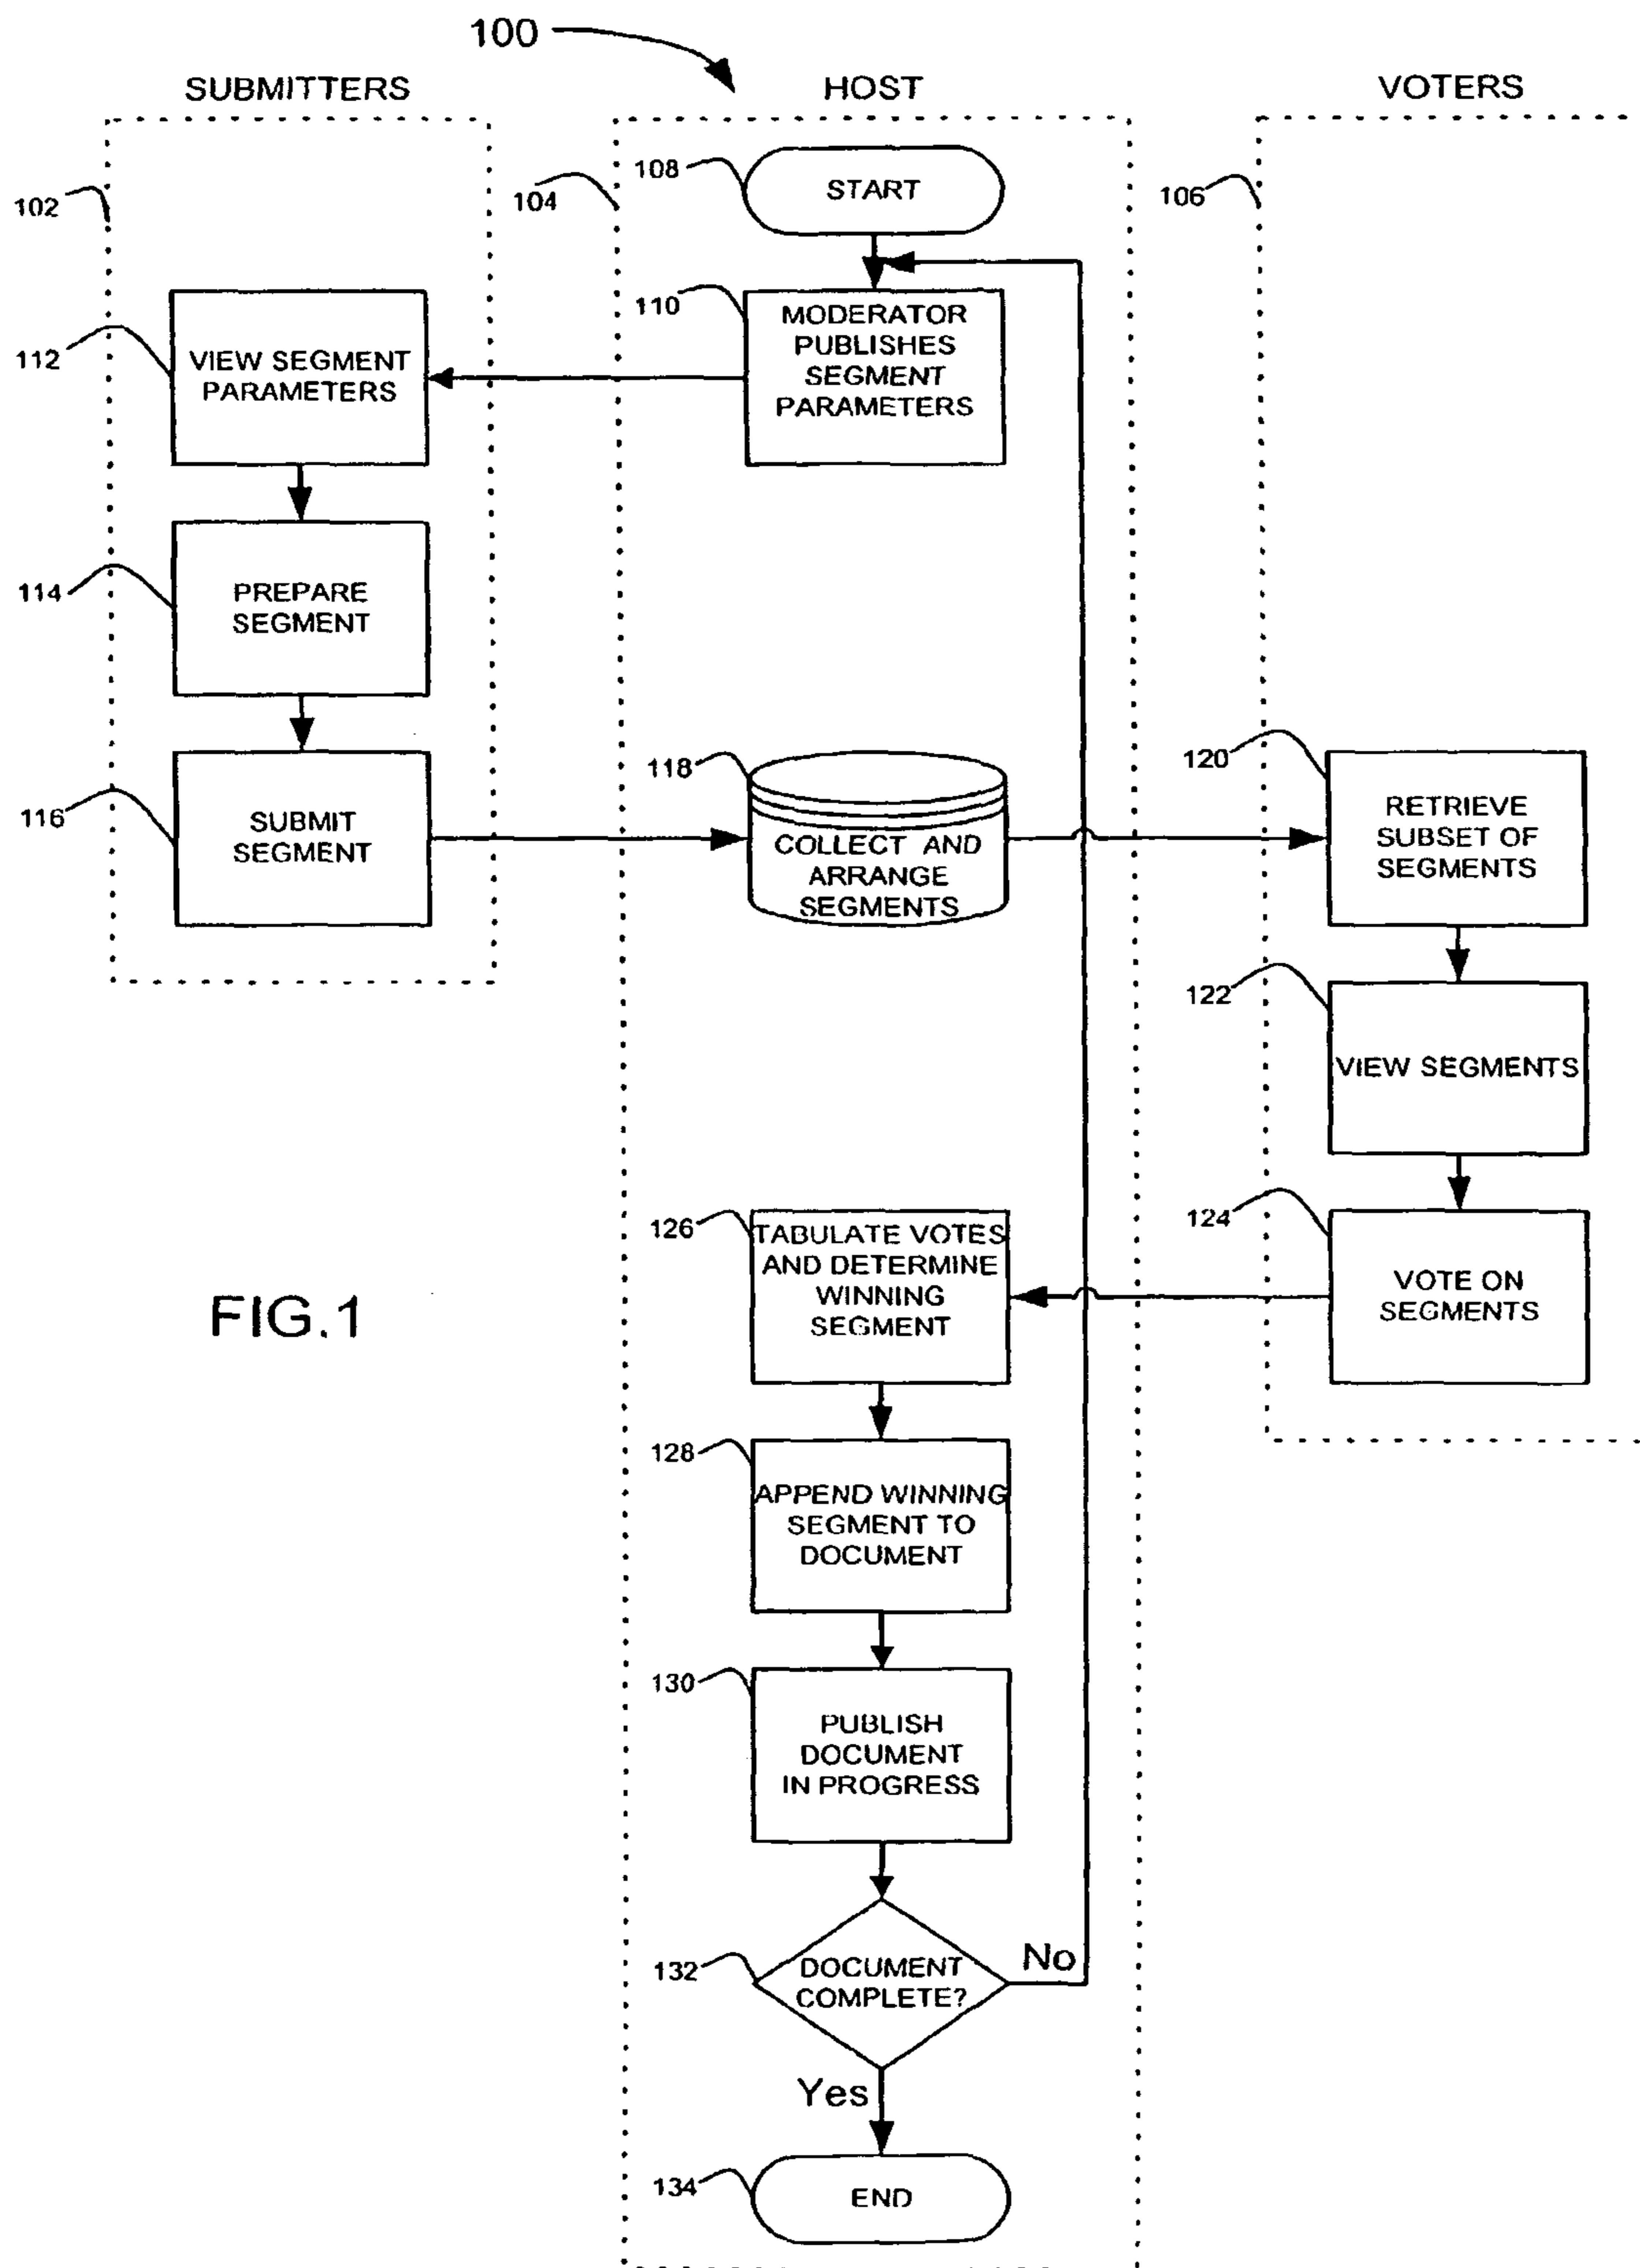 100
SUBMITTERS
HOST
VOTERS
102
104
106
108
START
110
MODERATOR
PUBLISHES
SEGMENT
PARAMETERS
112
VIEW SEGMENT
PARAMETERS
114
PREPARE
SEGMENT
116
SUBMIT
SEGMENT
118
COLLECT AND
ARRANGE
SEGMENTS
120
RETRIEVE
SUBSET OF
SEGMENTS
122
VIEW SEGMENTS
124
VOTE ON
SEGMENTS
126
TABULATE VOTES
AND DETERMINE
WINNING
SEGMENT
FIG.1
128
APPEND WINNING
SEGMENT TO
DOCUMENT
130
PUBLISH
DOCUMENT
IN PROGRESS
132
DOCUMENT
COMPLETE?
No
Yes
134
END